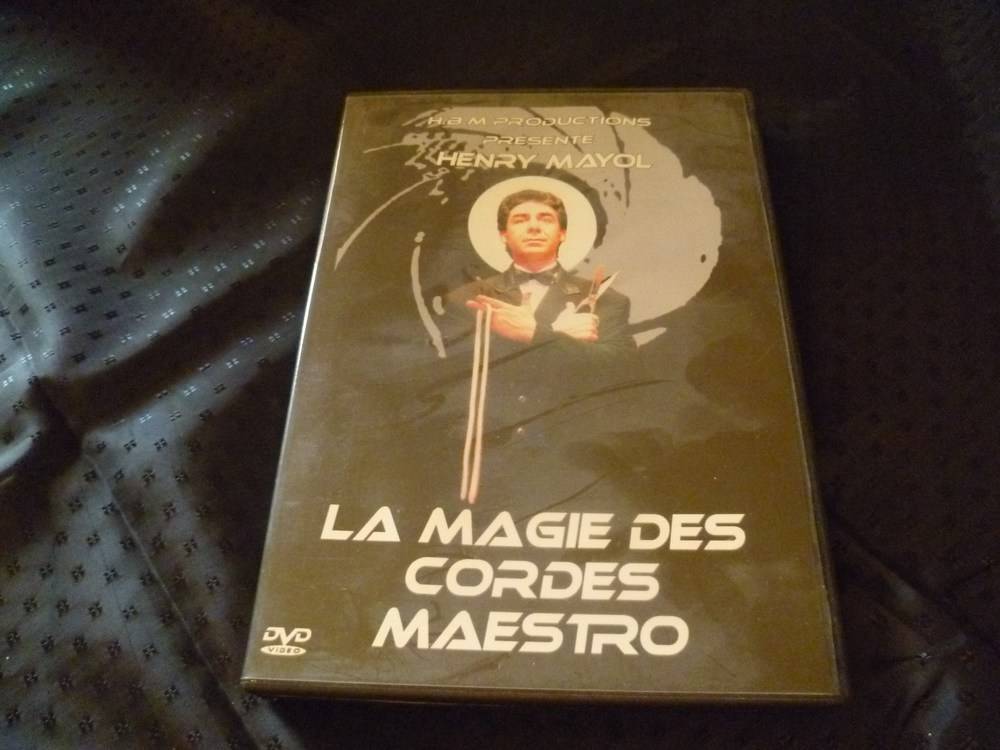 H.B.M PRODUCTIONS
PRESENTE
HENRY MAYOL
LA MAGIE DES
CORDES
MAESTRO
DVD
VIDEO